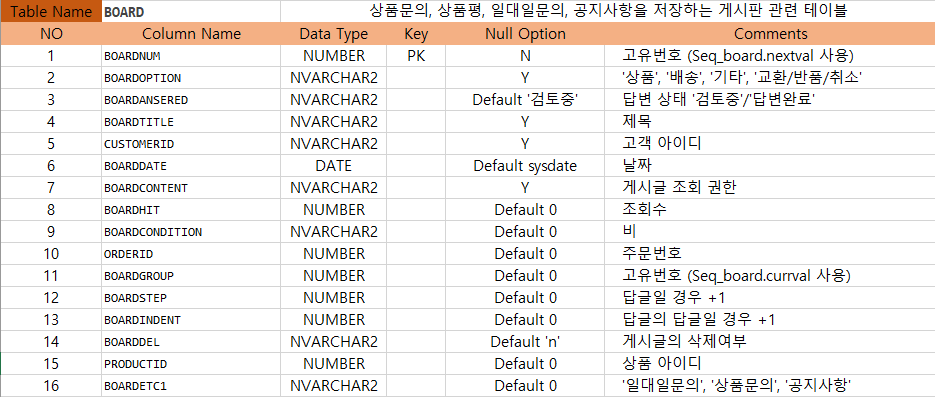 Table Name BOARD 상품문의, 상품평, 일대일문의, 공지사항을 저장하는 게시판 관련 테이블
NO Column Name Data Type Key Null Option Comments
1 BOARDNUM NUMBER PK N 고유번호 (Seq_board.nextval 사용)
2 BOARDOPTION NVARCHAR2 Y '상품', '배송', '기타', '교환/반품/취소'
3 BOARDANSERED NVARCHAR2 Default '검토중' 답변 상태 '검토중'/'답변완료'
4 BOARDTITLE NVARCHAR2 Y 제목
5 CUSTOMERID NVARCHAR2 Y 고객 아이디
6 BOARDDATE DATE Default sysdate 날짜
7 BOARDCONTENT NVARCHAR2 Y 게시글 조회 권한
8 BOARDHIT NUMBER Default 0 조회수
9 BOARDCONDITION NVARCHAR2 Default 0 비
10 ORDERID NUMBER Default 0 주문번호
11 BOARDGROUP NUMBER Default 0 고유번호 (Seq_board.currval 사용)
12 BOARDSTEP NUMBER Default 0 답글일 경우 +1
13 BOARDINDENT NUMBER Default 0 답글의 답글일 경우 +1
14 BOARDDEL NVARCHAR2 Default 'n' 게시글의 삭제여부
15 PRODUCTID NUMBER Default 0 상품 아이디
16 BOARDETC1 NVARCHAR2 Default 0 '일대일문의', '상품문의', '공지사항'